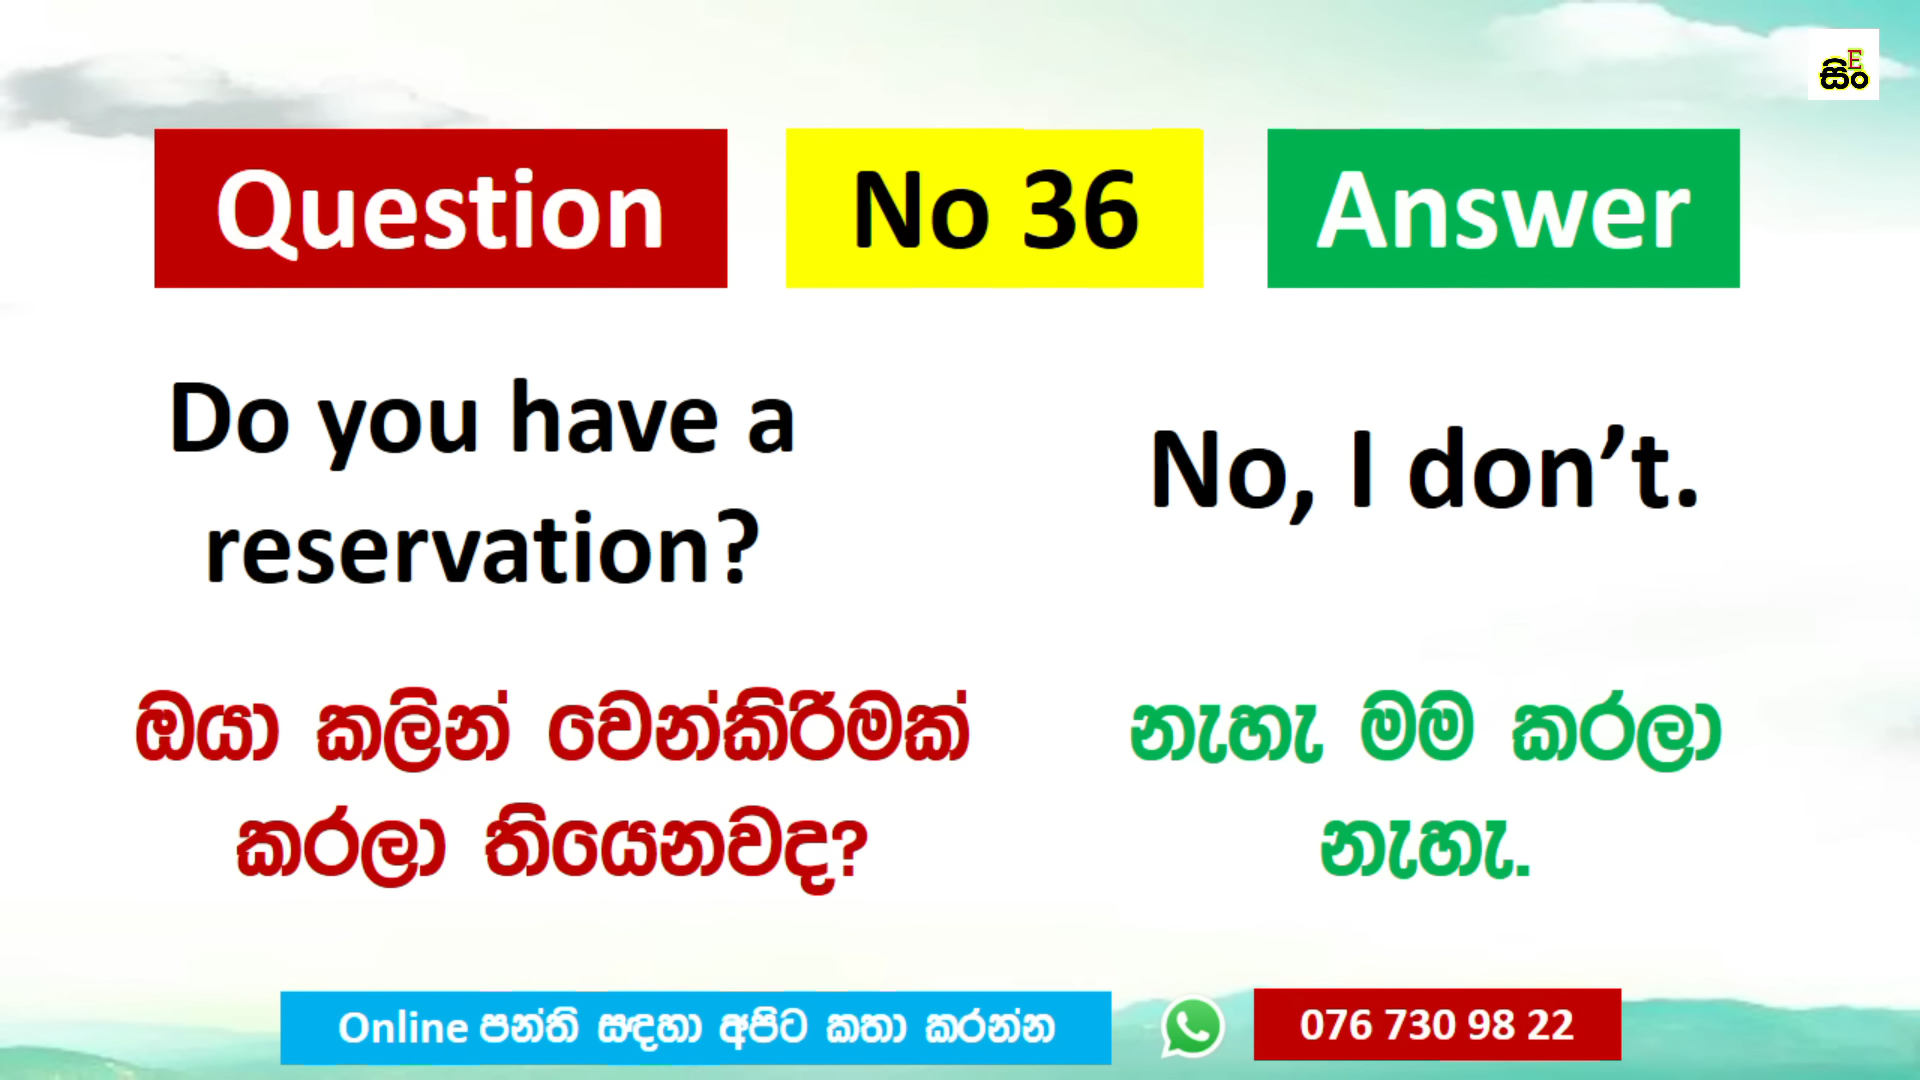 සිං
E
Question
No 36
Answer
Do you have a
reservation?
No, I don’t.
ඔයා කලින් වෙන්කිරීමක්
කරලා තියෙනවද?
නැහැ මම කරලා
නැහැ.
Online පන්ති සඳහා අපිට කතා කරන්න
076 730 98 22